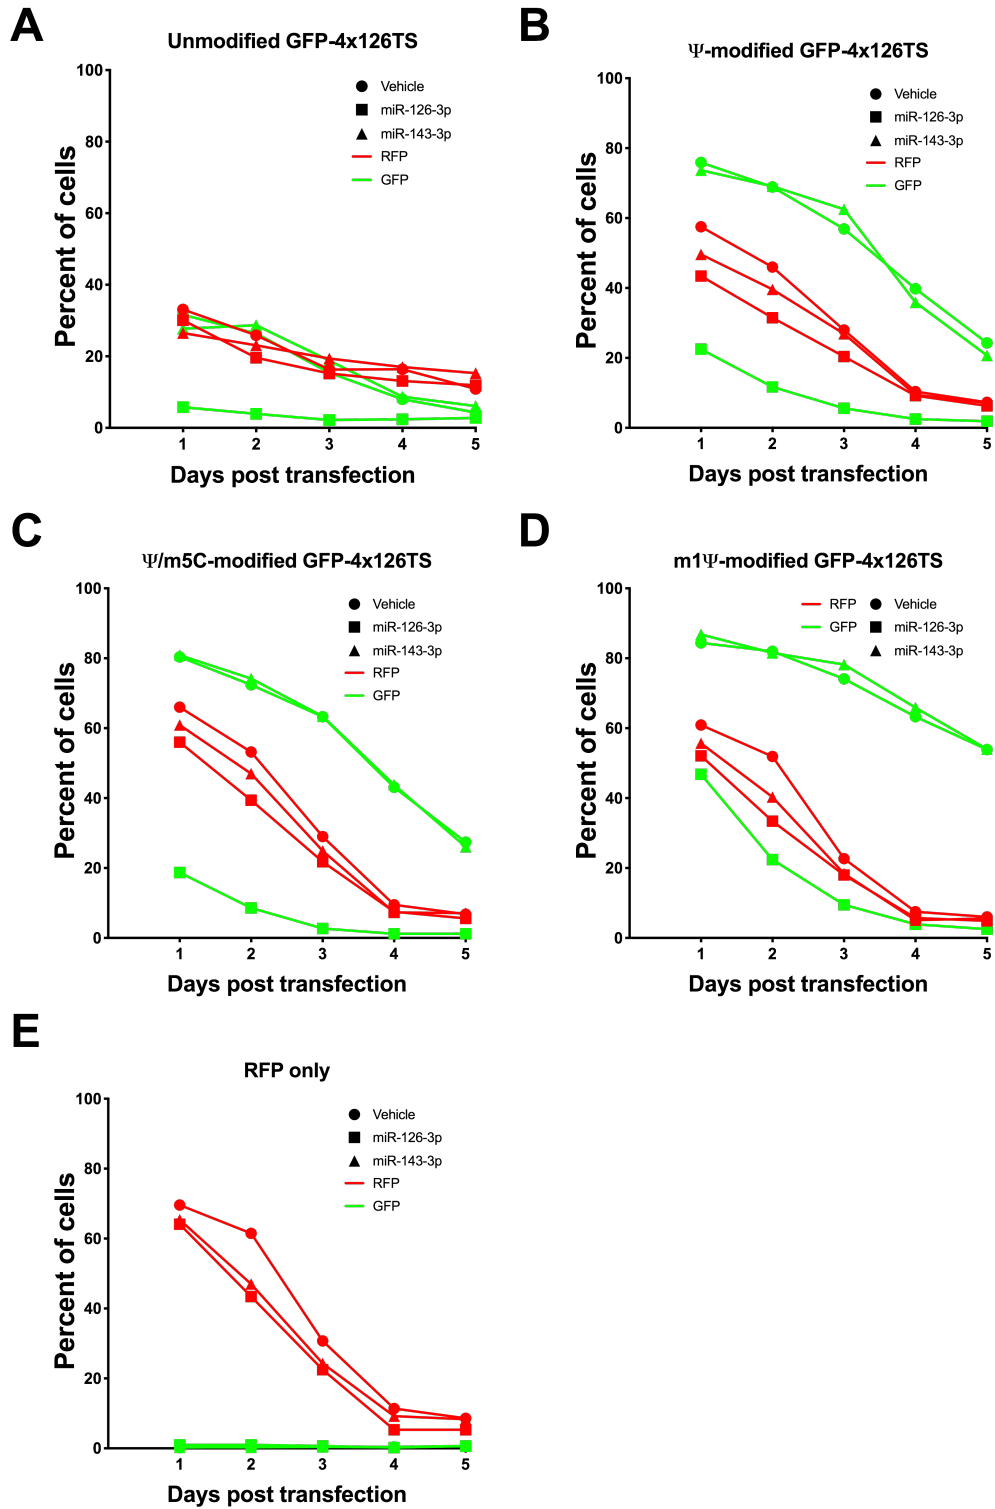 A
Unmodified GFP-4x126TS
100
80
60
40
20
0
Percent of cells
Vehicle
miR-126-3p
miR-143-3p
RFP
GFP
1 2 3 4 5
Days post transfection
B
Ψ-modified GFP-4x126TS
100
80
60
40
20
0
Percent of cells
Vehicle
miR-126-3p
miR-143-3p
RFP
GFP
1 2 3 4 5
Days post transfection
C
Ψ/m5C-modified GFP-4x126TS
100
80
60
40
20
0
Percent of cells
Vehicle
miR-126-3p
miR-143-3p
RFP
GFP
1 2 3 4 5
Days post transfection
D
m1Ψ-modified GFP-4x126TS
100
80
60
40
20
0
Percent of cells
RFP Vehicle
GFP miR-126-3p
miR-143-3p
1 2 3 4 5
Days post transfection
E
RFP only
100
80
60
40
20
0
Percent of cells
Vehicle
miR-126-3p
miR-143-3p
RFP
GFP
1 2 3 4 5
Days post transfection